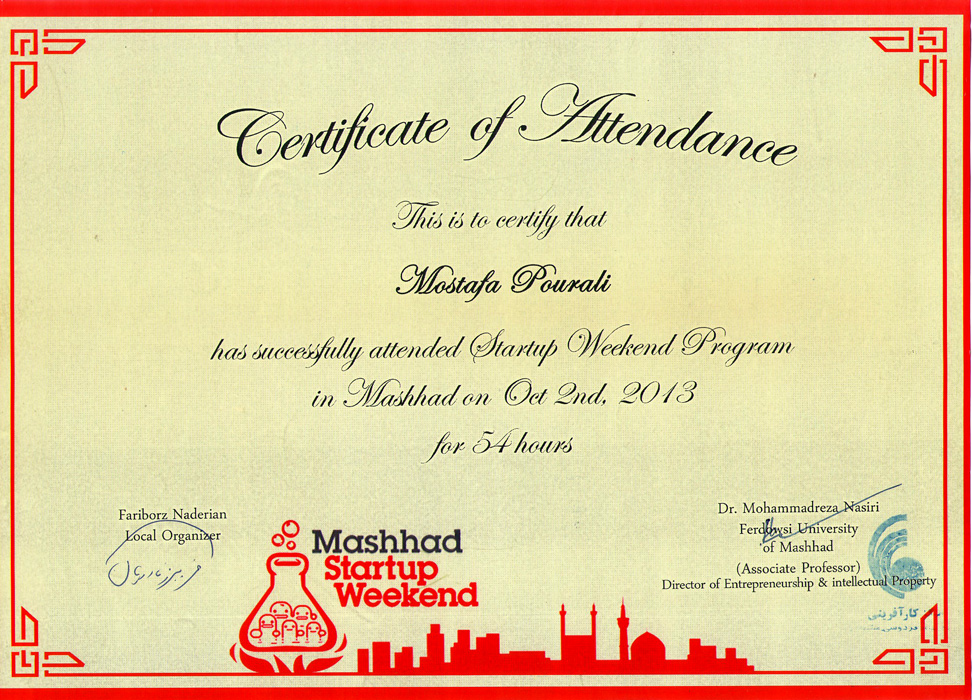 Certificate of Attendance
This is to certify that
Mostafa Pourali
has successfully attended Startup Weekend Program
in Mashhad on Oct 2nd, 2013
for 54 hours
Fariborz Naderian
Local Organizer
Dr. Mohammadreza Nasiri
Ferdowsi University
of Mashhad
(Associate Professor)
Director of Entrepreneurship & intellectual Property
Mashhad
Startup
Weekend
کارآفرینی